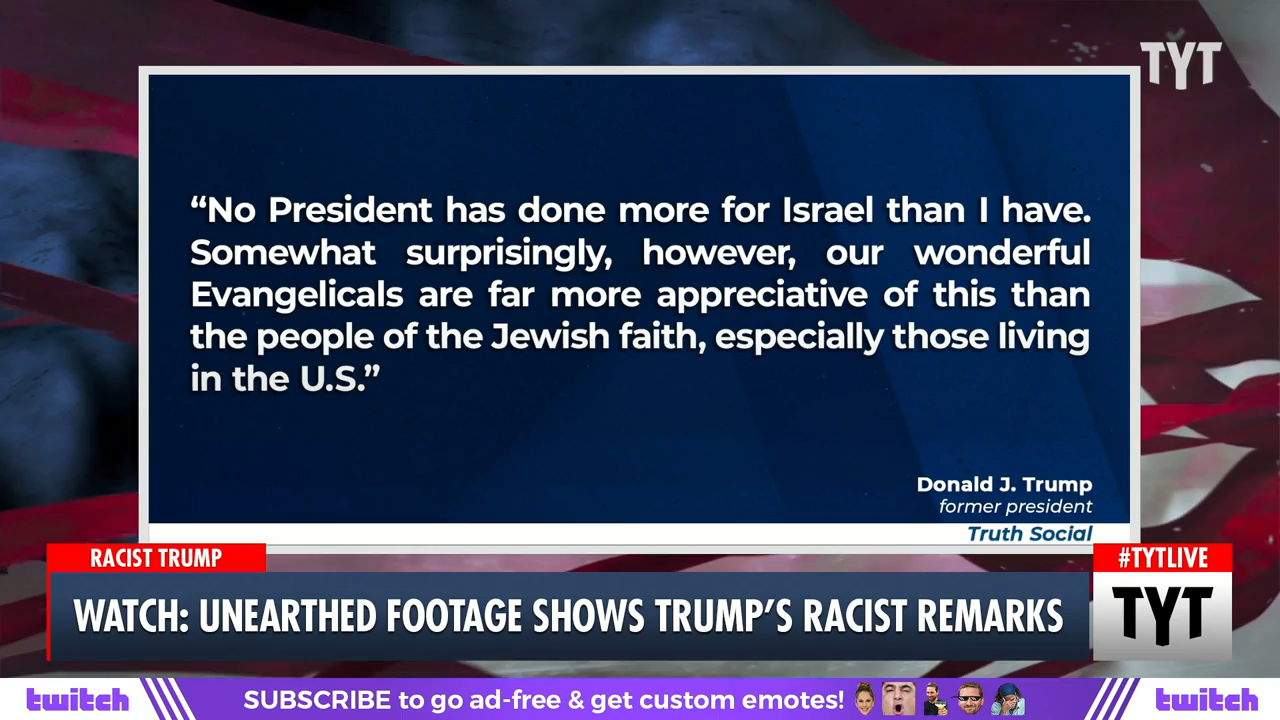 TYT
“No President has done more for Israel than I have.
Somewhat surprisingly, however, our wonderful
Evangelicals are far more appreciative of this than
the people of the Jewish faith, especially those living
in the U.S.”
Donald J. Trump
former president
Truth Social
RACIST TRUMP
#TYTLIVE
WATCH: UNEARTHED FOOTAGE SHOWS TRUMP’S RACIST REMARKS
TYT
twitch
SUBSCRIBE to go ad-free & get custom emotes!
twitch